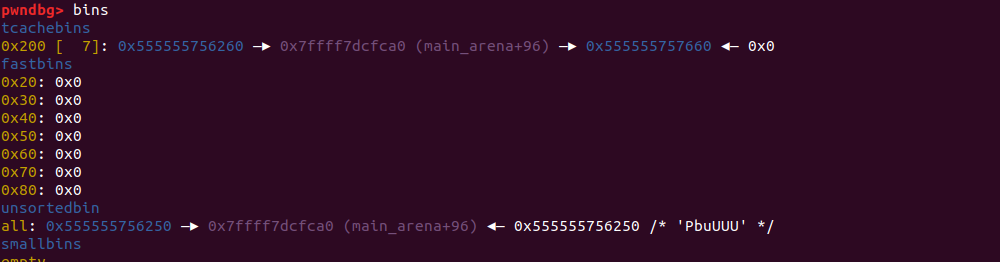 pwndbg> bins
tcachebins
0x200 [  7]: 0x555555756260 —▸ 0x7ffff7dcfca0 (main_arena+96) —▸ 0x555555757660 ◂— 0x0
fastbins
0x20: 0x0
0x30: 0x0
0x40: 0x0
0x50: 0x0
0x60: 0x0
0x70: 0x0
0x80: 0x0
unsortedbin
all: 0x555555756250 —▸ 0x7ffff7dcfca0 (main_arena+96) ◂— 0x555555756250 /* 'PbuUUU' */
smallbins
empty